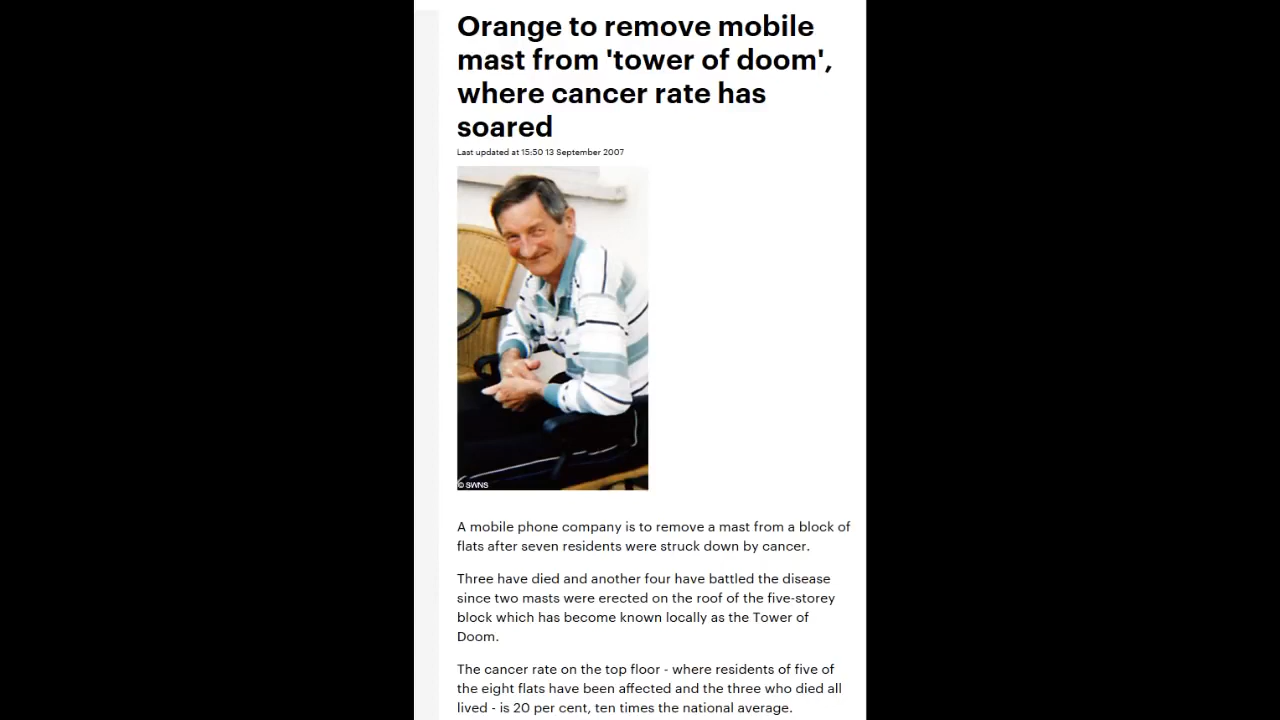 Orange to remove mobile
mast from 'tower of doom',
where cancer rate has
soared
Last updated at 15:50 13 September 2007
© SWNS
A mobile phone company is to remove a mast from a block of
flats after seven residents were struck down by cancer.
Three have died and another four have battled the disease
since two masts were erected on the roof of the five-storey
block which has become known locally as the Tower of
Doom.
The cancer rate on the top floor - where residents of five of
the eight flats have been affected and the three who died all
lived - is 20 per cent, ten times the national average.